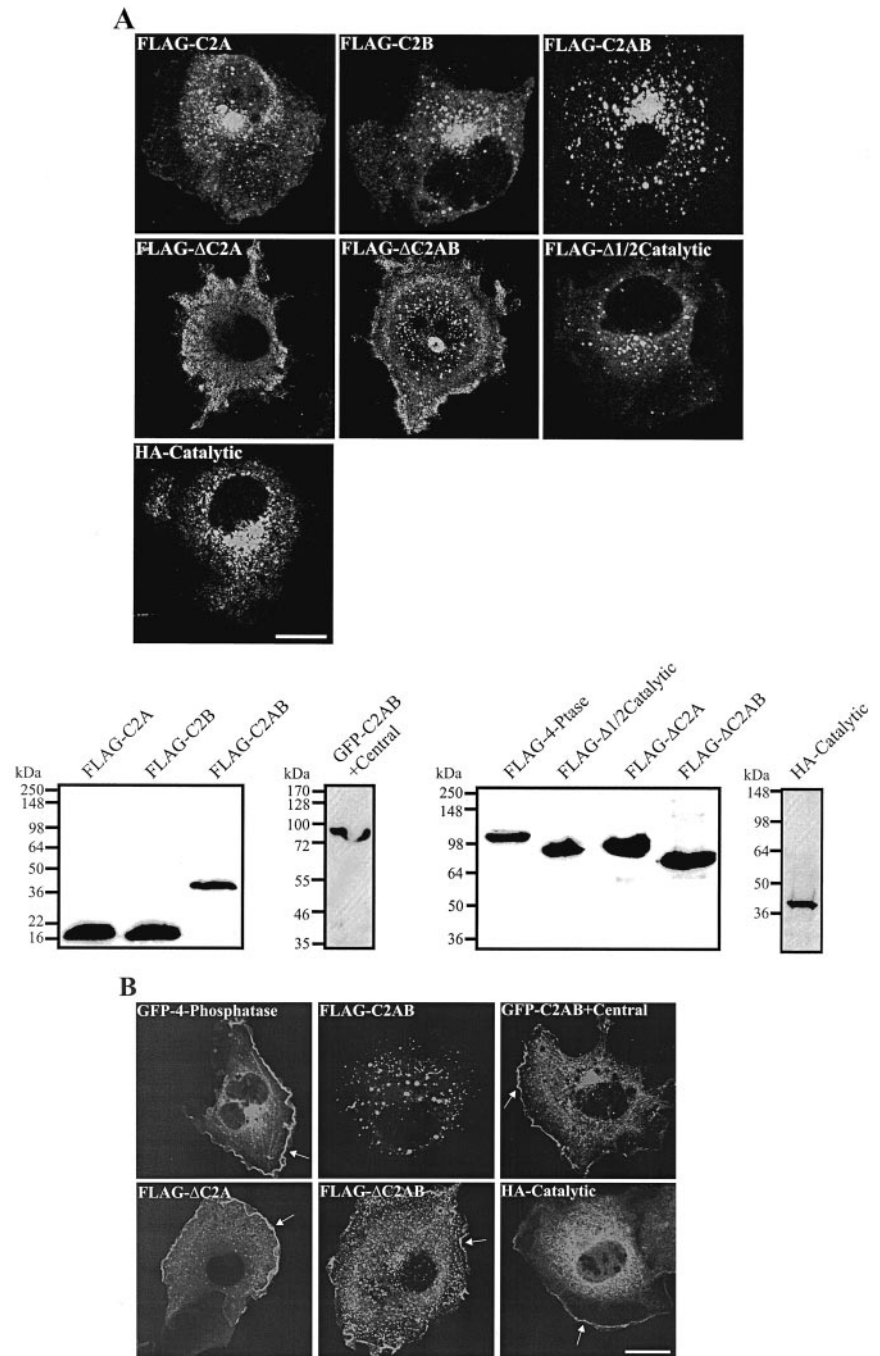 A
FLAG-C2A
FLAG-C2B
FLAG-C2AB
FLAG-ΔC2A
FLAG-ΔC2AB
FLAG-Δ1/2Catalytic
HA-Catalytic
kDa
250
148
98
64
50
36
22
16
FLAG-C2A
FLAG-C2B
FLAG-C2AB
kDa
170
128
100
72
55
46
35
GFP-C2AB
+Central
kDa
250
148
98
64
50
36
FLAG-4-Ptase
FLAG-Δ1/2Catalytic
FLAG-ΔC2A
FLAG-ΔC2AB
kDa
148
98
64
50
36
HA-Catalytic
B
GFP-4-Phosphatase
FLAG-C2AB
GFP-C2AB+Central
FLAG-ΔC2A
FLAG-ΔC2AB
HA-Catalytic